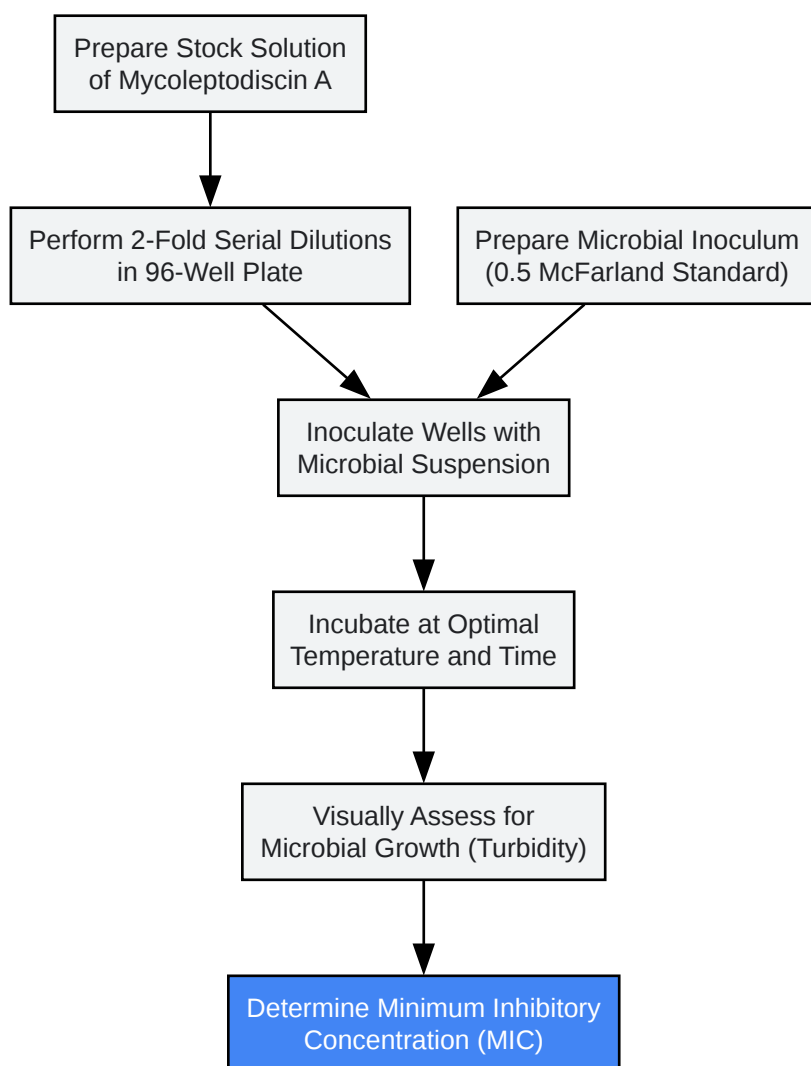 Prepare Stock Solution
of Mycoleptodiscin A
Perform 2-Fold Serial Dilutions
in 96-Well Plate
Prepare Microbial Inoculum
(0.5 McFarland Standard)
Inoculate Wells with
Microbial Suspension
Incubate at Optimal
Temperature and Time
Visually Assess for
Microbial Growth (Turbidity)
Determine Minimum Inhibitory
Concentration (MIC)